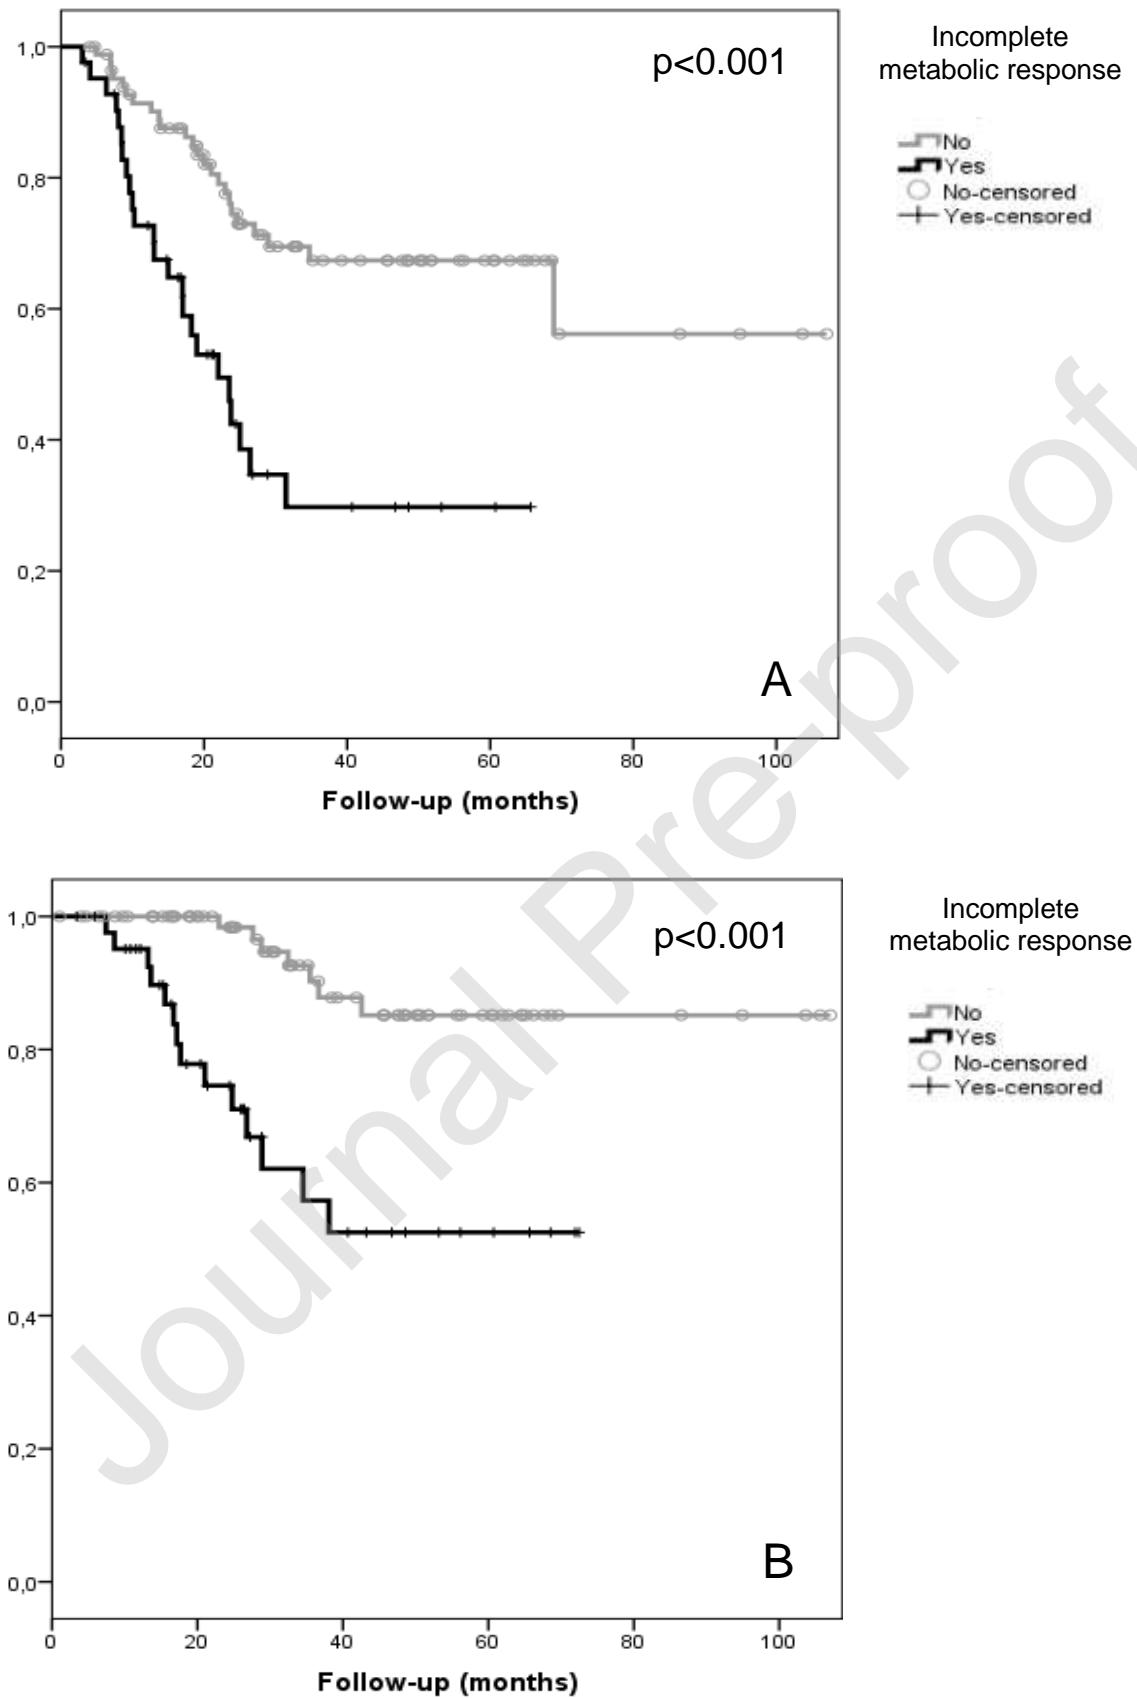 p<0.001
Incomplete
metabolic response
No
Yes
No-censored
Yes-censored
1,0
0,8
0,6
0,4
0,2
0,0
A
0 20 40 60 80 100
Follow-up (months)
p<0.001
Incomplete
metabolic response
No
Yes
No-censored
Yes-censored
1,0
0,8
0,6
0,4
0,2
0,0
B
0 20 40 60 80 100
Follow-up (months)
Journal Pre-proof